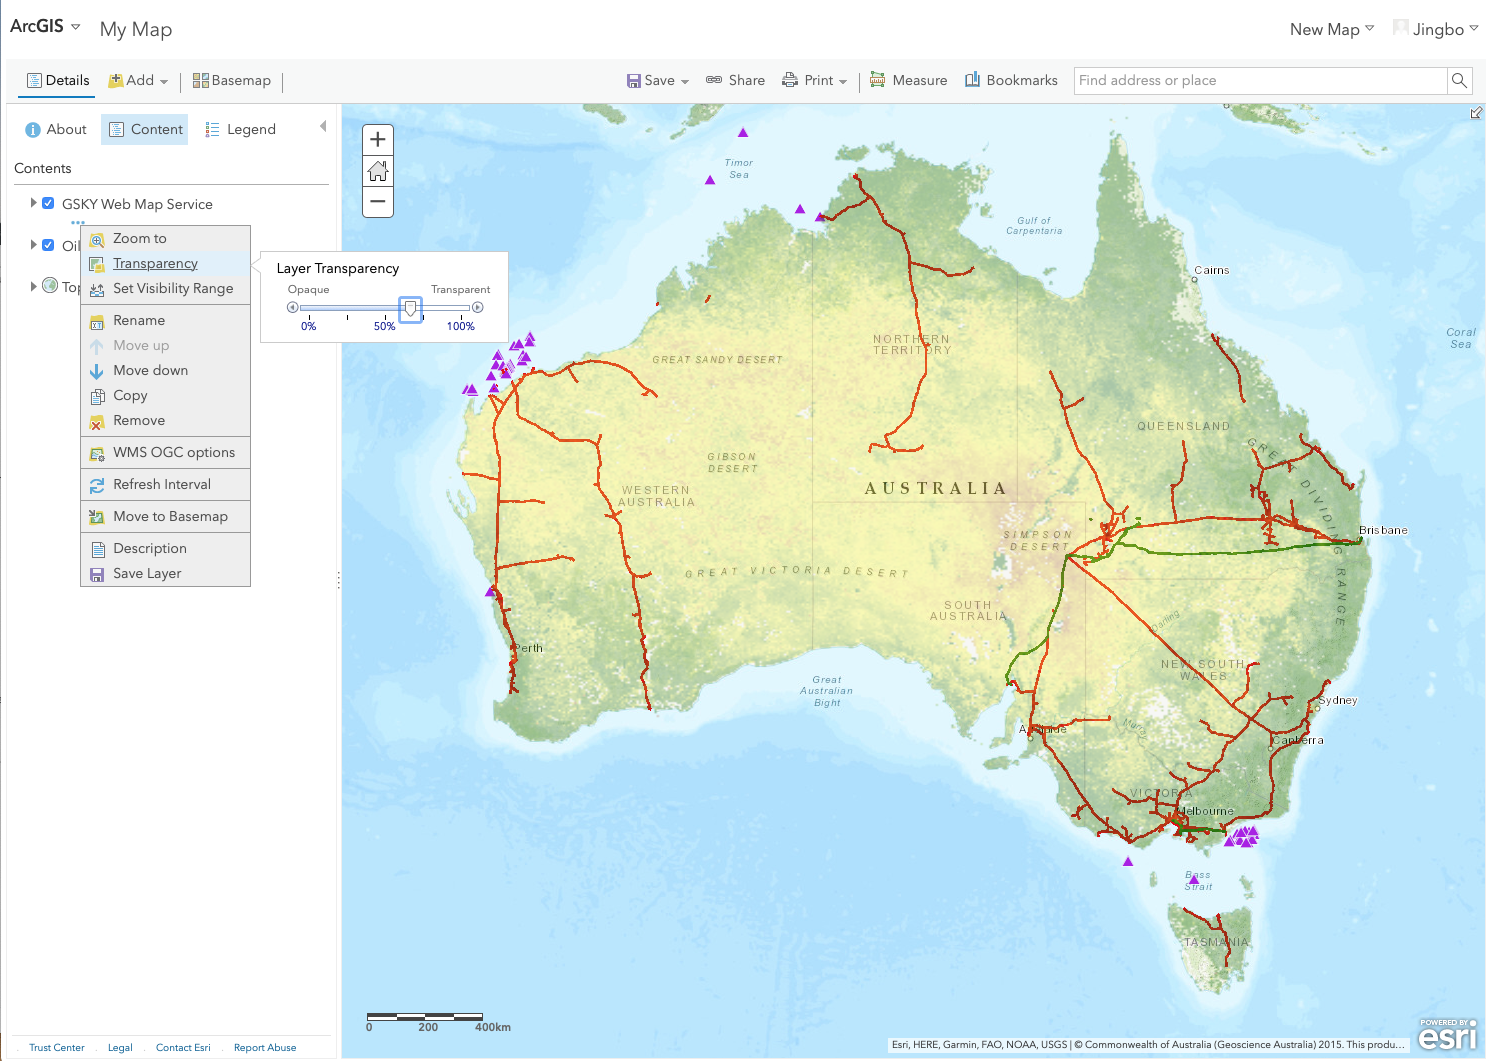 ArcGIS
My Map
New Map
Jingbo
Details
Add
Basemap
Save
Share
Print
Measure
Bookmarks
Find address or place
About
Content
Legend
Contents
GSKY Web Map Service
Oil
Top
Zoom to
Transparency
Set Visibility Range
Rename
Move up
Move down
Copy
Remove
WMS OGC options
Refresh Interval
Move to Basemap
Description
Save Layer
Layer Transparency
Opaque
Transparent
0%
50%
100%
Timor
Sea
Gulf of
Carpentaria
Cairns
Coral
Sea
NORTHERN
TERRITORY
GREAT SANDY DESERT
QUEENSLAND
GREAT DIVIDING RANGE
GIBSON
DESERT
WESTERN
AUSTRALIA
AUSTRALIA
SIMPSON
DESERT
Brisbane
GREAT VICTORIA DESERT
SOUTH
AUSTRALIA
Darling
Perth
NEW SOUTH
WALES
Great
Australian
Bight
Sydney
Murray
Adelaide
Canberra
VICTORIA
Melbourne
Bass
Strait
TASMANIA
0 200 400km
POWERED BY
esri
Esri, HERE, Garmin, FAO, NOAA, USGS | © Commonwealth of Australia (Geoscience Australia) 2015. This produ...
Trust Center . Legal . Contact Esri . Report Abuse